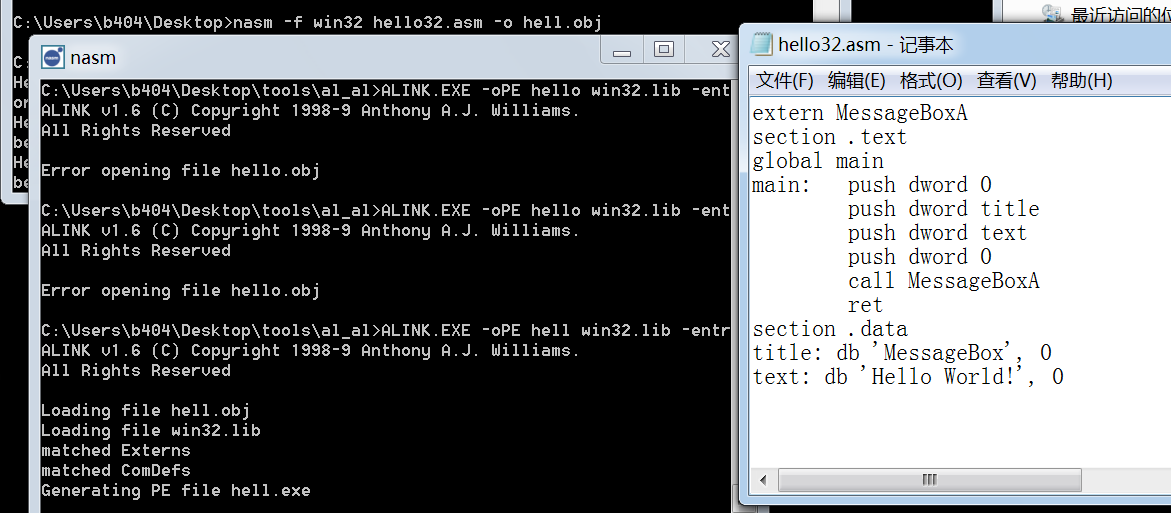 C:\Users\b404\Desktop>nasm -f win32 hello32.asm -o hell.obj
nasm
C:\Users\b404\Desktop\tools\al_al>ALINK.EXE -oPE hello win32.lib -entr
ALINK v1.6 (C) Copyright 1998-9 Anthony A.J. Williams.
All Rights Reserved
Error opening file hello.obj
C:\Users\b404\Desktop\tools\al_al>ALINK.EXE -oPE hello win32.lib -ent
ALINK v1.6 (C) Copyright 1998-9 Anthony A.J. Williams.
All Rights Reserved
Error opening file hello.obj
C:\Users\b404\Desktop\tools\al_al>ALINK.EXE -oPE hell win32.lib -entr
ALINK v1.6 (C) Copyright 1998-9 Anthony A.J. Williams.
All Rights Reserved
Loading file hell.obj
Loading file win32.lib
matched Externs
matched ComDefs
Generating PE file hell.exe
最近访问的
hello32.asm - 记事本
文件(F) 编辑(E) 格式(O) 查看(V) 帮助(H)
extern MessageBoxA
section .text
global main
main: push dword 0
push dword title
push dword text
push dword 0
call MessageBoxA
ret
section .data
title: db 'MessageBox', 0
text: db 'Hello World!', 0